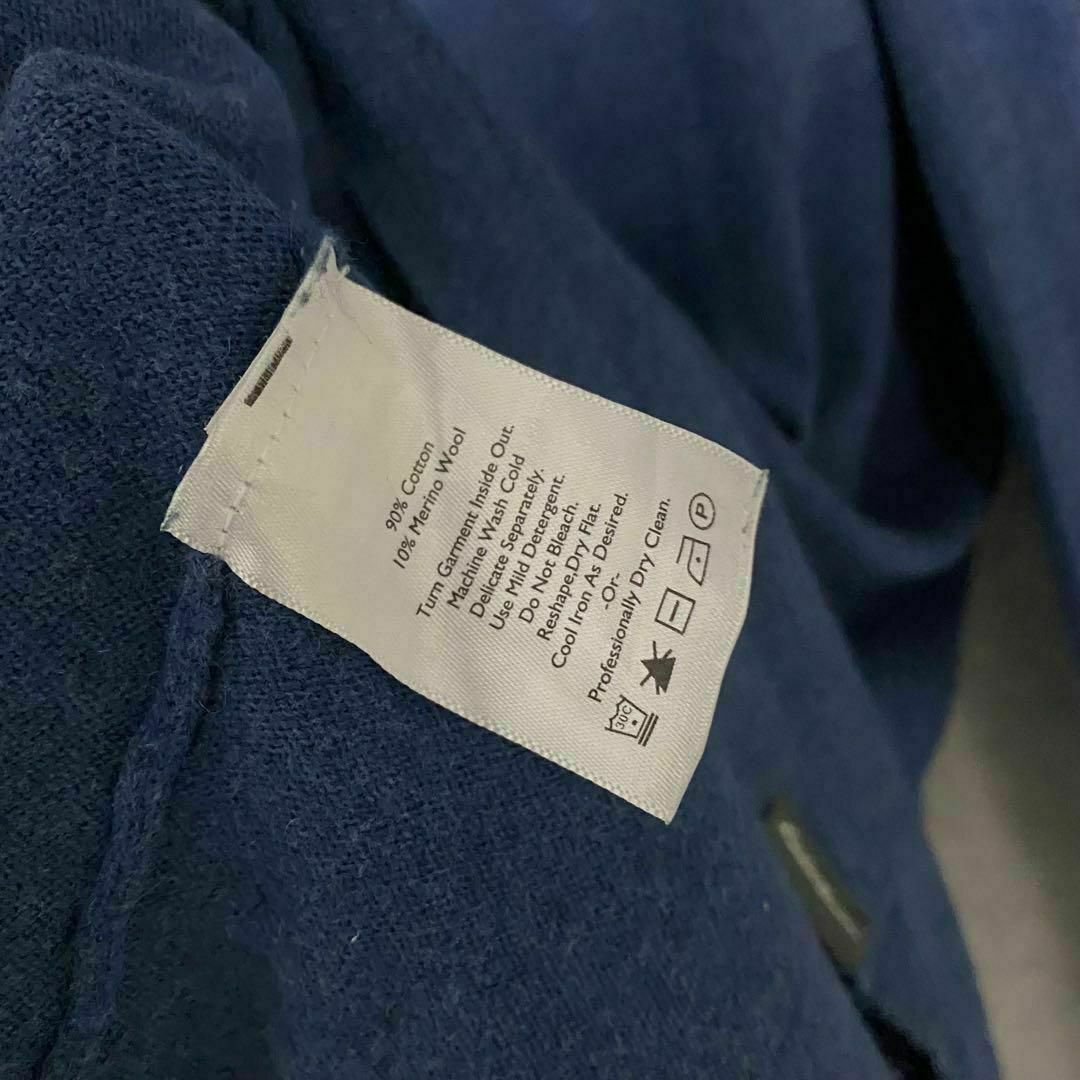 90% Cotton
10% Merino Wool
Turn Garment Inside Out.
Machine Wash Cold
Delicate Separately.
Use Mild Detergent.
Do Not Bleach.
Reshape,Dry Flat.
Cool Iron As Desired.
-Or-
Professionally Dry Clean.
30C P